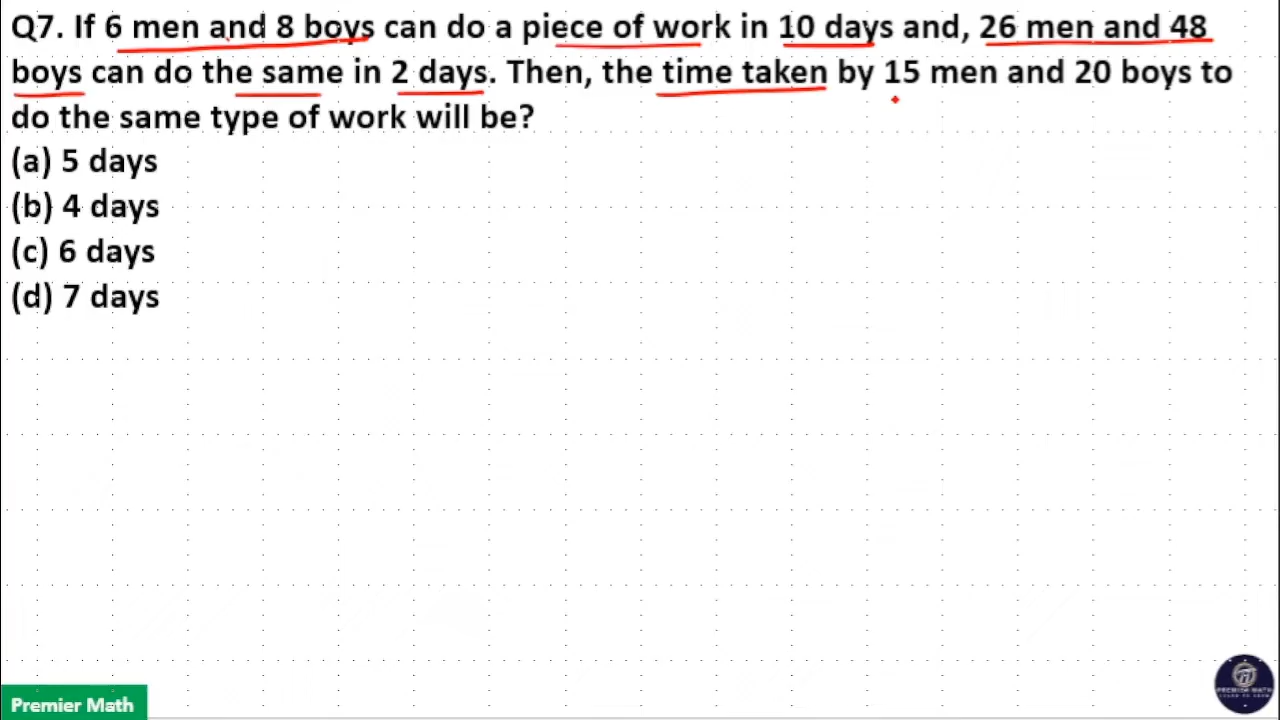 Q7. If 6 men and 8 boys can do a piece of work in 10 days and, 26 men and 48
boys can do the same in 2 days. Then, the time taken by 15 men and 20 boys to
do the same type of work will be?
(a) 5 days
(b) 4 days
(c) 6 days
(d) 7 days
Premier Math
PREMIER MATH